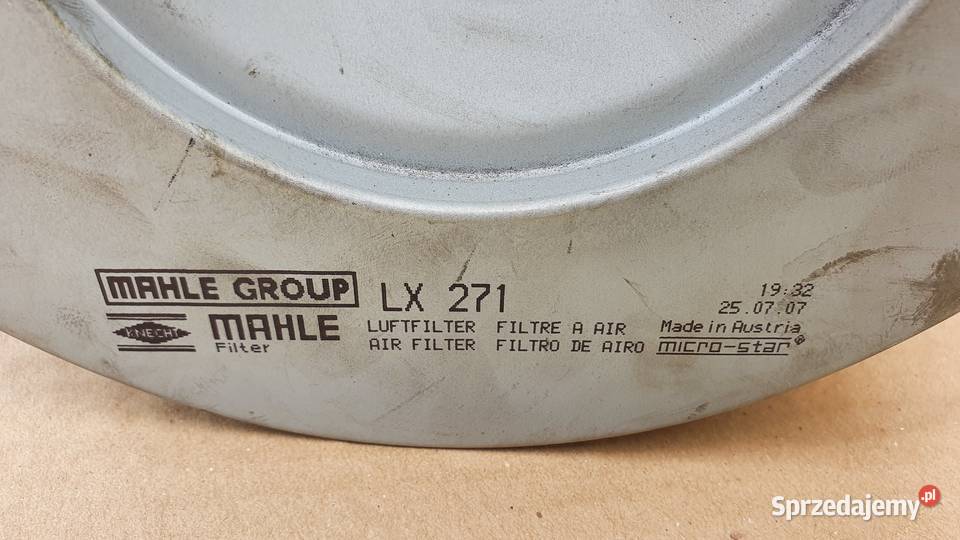 MAHLE GROUP
KNECHT
MAHLE
Filter
LX 271
LUFTFILTER FILTRE A AIR
AIR FILTER FILTRO DE AIRO
19:32
25.07.07
Made in Austria
micro-star®
Sprzedajemy.pl